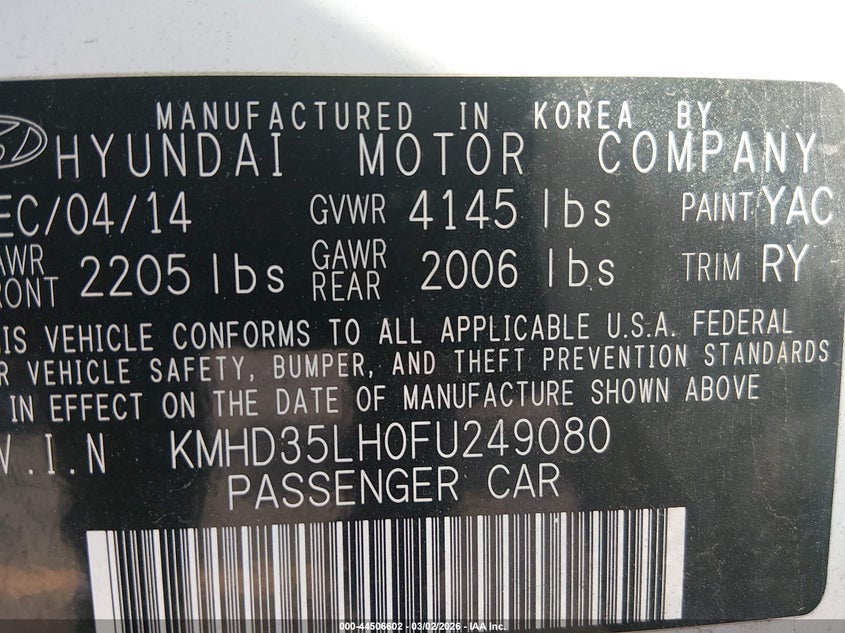 MANUFACTURED IN KOREA BY
HYUNDAI MOTOR COMPANY
EC/04/14 GVWR 4145 lbs PAINT/YAC
AWR FRONT 2205 lbs GAWR REAR 2006 lbs TRIM RY
IS VEHICLE CONFORMS TO ALL APPLICABLE U.S.A. FEDERAL
R VEHICLE SAFETY, BUMPER, AND THEFT PREVENTION STANDARDS
IN EFFECT ON THE DATE OF MANUFACTURE SHOWN ABOVE
V.I.N KMHD35LH0FU249080
PASSENGER CAR
000-44506602 - 03/02/2026 - IAA Inc.